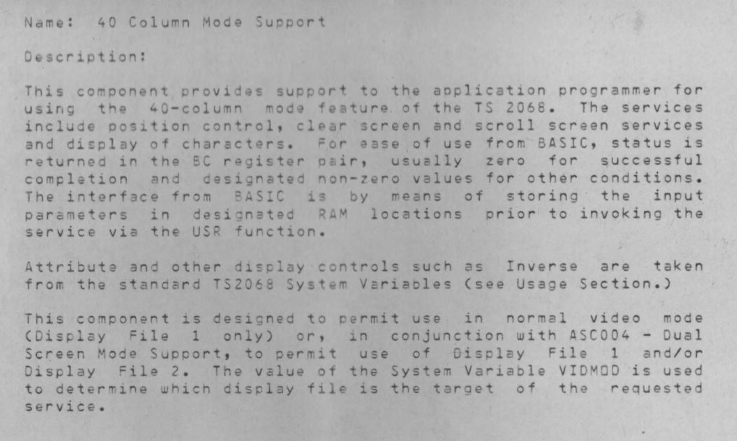 Name: 40 Column Mode Support
Description:
This component provides support to the application programmer for
using the 40-column mode feature of the TS 2068. The services
include position control, clear screen and scroll screen services
and display of characters. For ease of use from BASIC, status is
returned in the BC register pair, usually zero for successful
completion and designated non-zero values for other conditions.
The interface from BASIC is by means of storing the input
parameters in designated RAM locations prior to invoking the
service via the USR function.
Attribute and other display controls such as Inverse are taken
from the standard TS2068 System Variables (see Usage Section.)
This component is designed to permit use in normal video mode
(Display File 1 only) or, in conjunction with ASC004 - Dual
Screen Mode Support, to permit use of Display File 1 and/or
Display File 2. The value of the System Variable VIDMOD is used
to determine which display file is the target of the requested
service.